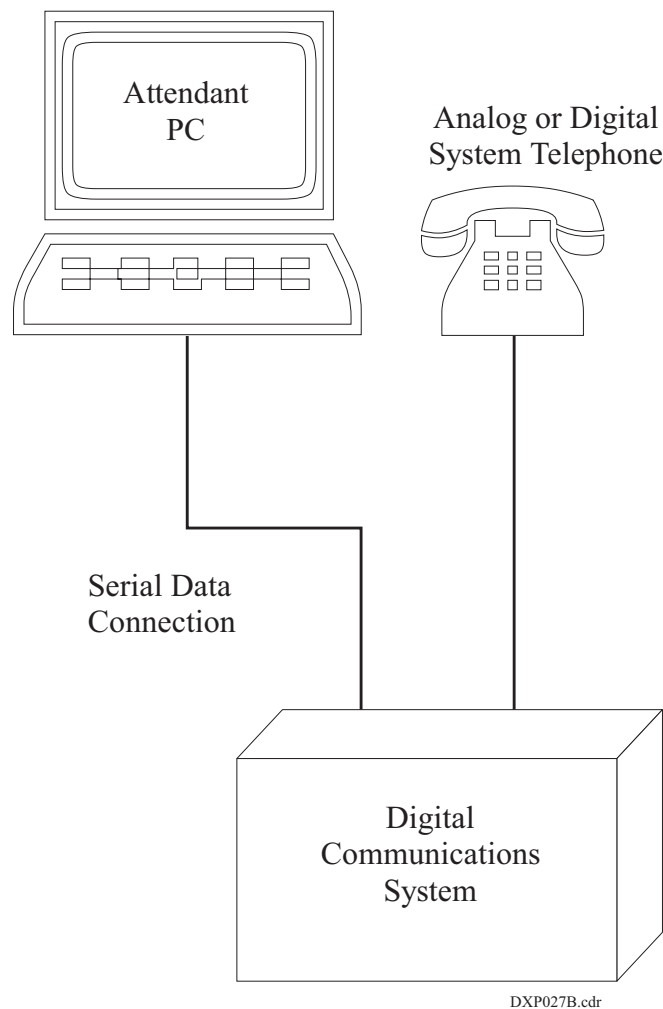 Attendant
PC
Analog or Digital
System Telephone
Serial Data
Connection
Digital
Communications
System
DXP027B.cdr